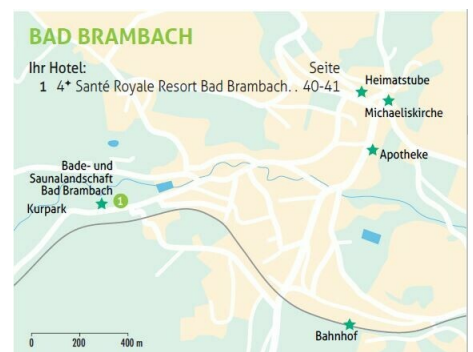 BAD BRAMBACH
Ihr Hotel: Seite
1 4+ Santé Royale Resort Bad Brambach. . 40-41
Heimatstube
Michaeliskirche
Apotheke
Bade- und
Saunalandschaft
Bad Brambach
Kurpark
1
Bahnhof
0 200 400 m